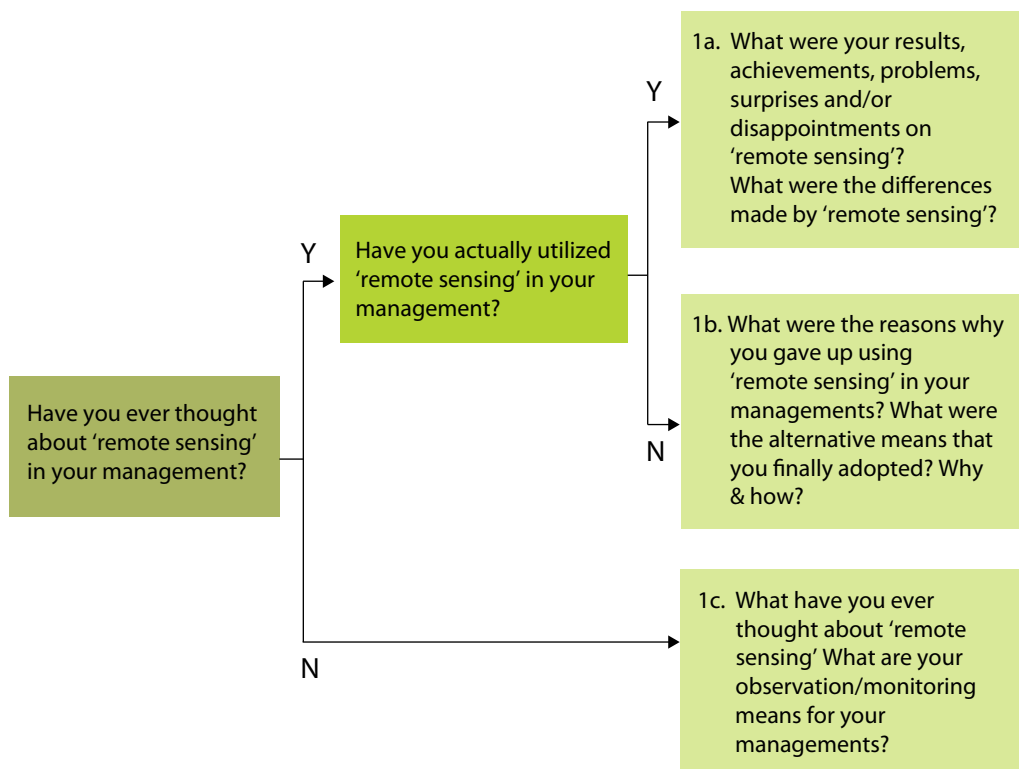 Have you ever thought
about ‘remote sensing’
in your management?
Y
Have you actually utilized
‘remote sensing’ in your
management?
Y
1a. What were your results,
achievements, problems,
surprises and/or
disappointments on
‘remote sensing’?
What were the differences
made by ‘remote sensing’?
N
1b. What were the reasons why
you gave up using
‘remote sensing’ in your
managements? What were
the alternative means that
you finally adopted? Why
& how?
N
1c. What have you ever
thought about ‘remote
sensing’ What are your
observation/monitoring
means for your
managements?